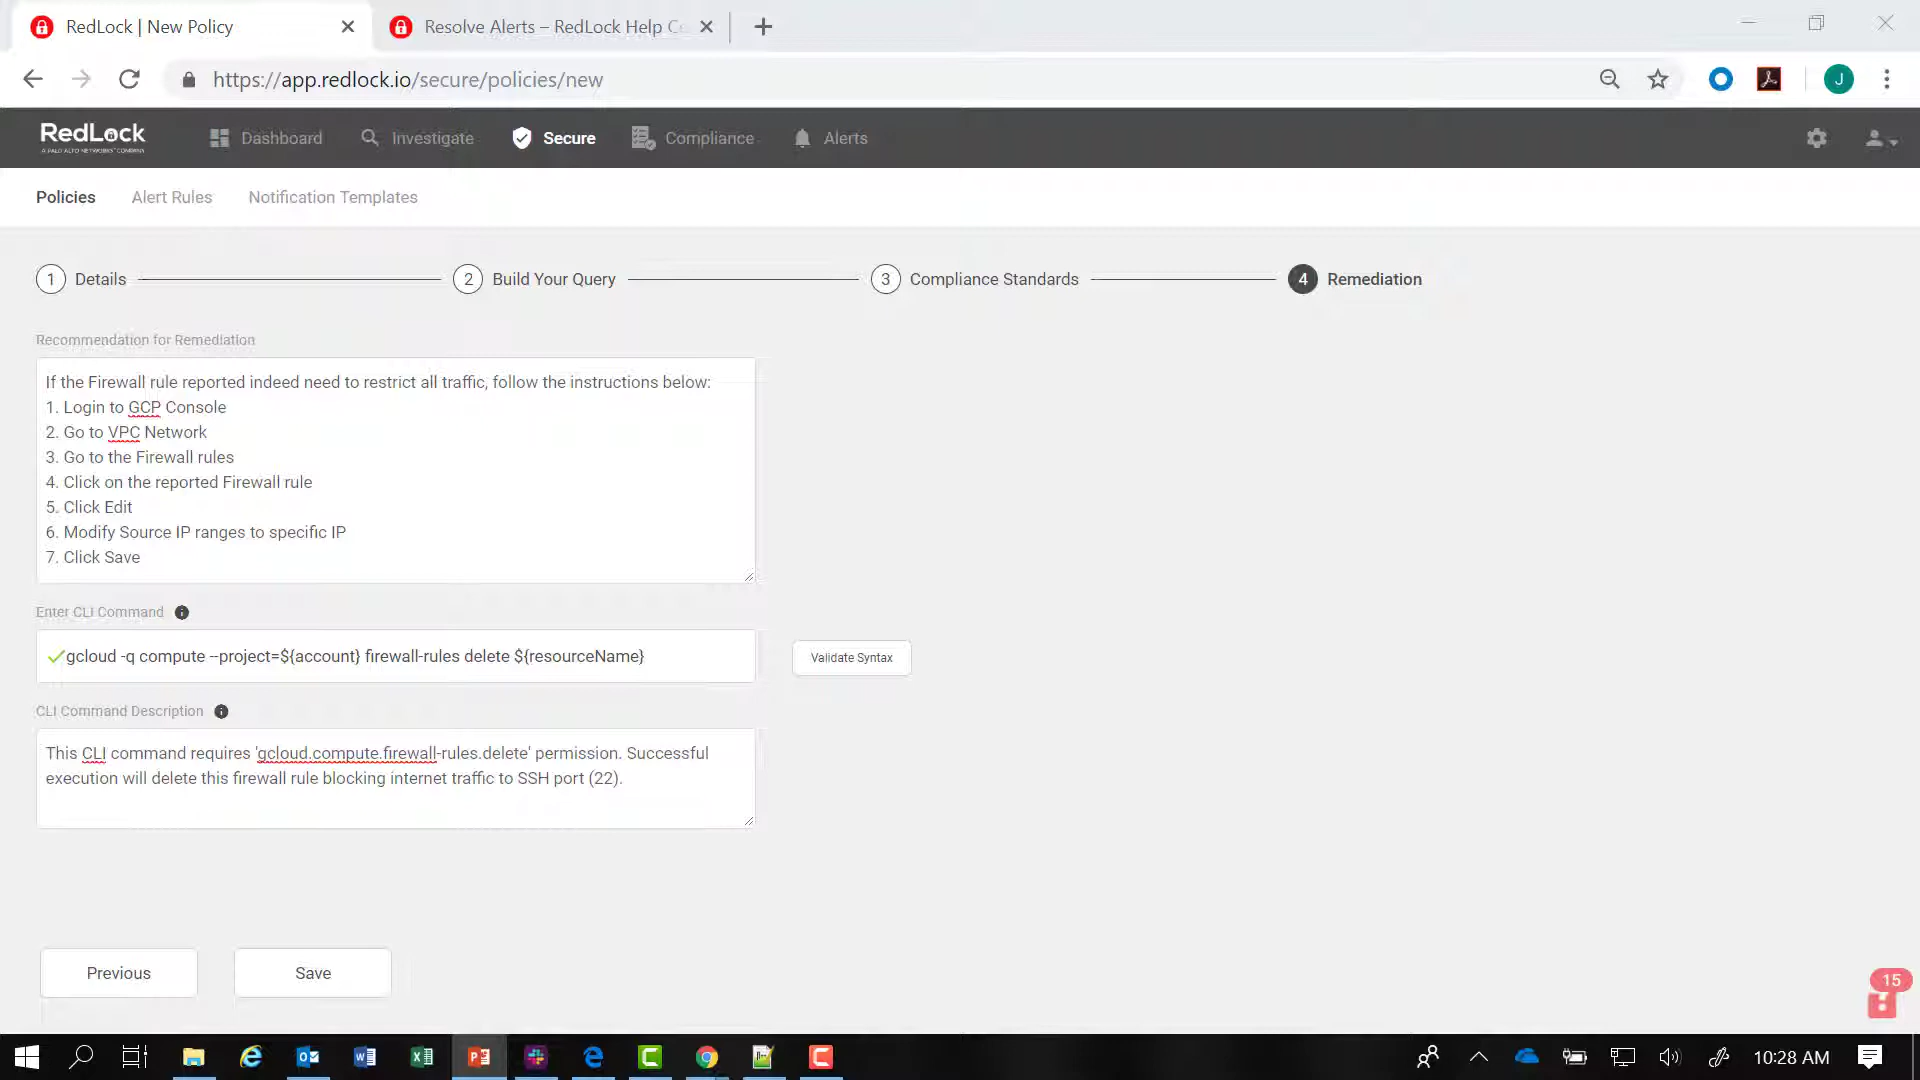 RedLock | New Policy
Resolve Alerts – RedLock Help Ce
https://app.redlock.io/secure/policies/new
J
RedLock
A PALO ALTO NETWORKS COMPANY
Dashboard
Investigate
Secure
Compliance
Alerts
Policies
Alert Rules
Notification Templates
1 Details
2 Build Your Query
3 Compliance Standards
4 Remediation
Recommendation for Remediation
If the Firewall rule reported indeed need to restrict all traffic, follow the instructions below:
1. Login to GCP Console
2. Go to VPC Network
3. Go to the Firewall rules
4. Click on the reported Firewall rule
5. Click Edit
6. Modify Source IP ranges to specific IP
7. Click Save
Enter CLI Command
gcloud -q compute --project=${account} firewall-rules delete ${resourceName}
Validate Syntax
CLI Command Description
This CLI command requires 'gcloud.compute.firewall-rules.delete' permission. Successful
execution will delete this firewall rule blocking internet traffic to SSH port (22).
Previous
Save
15
10:28 AM